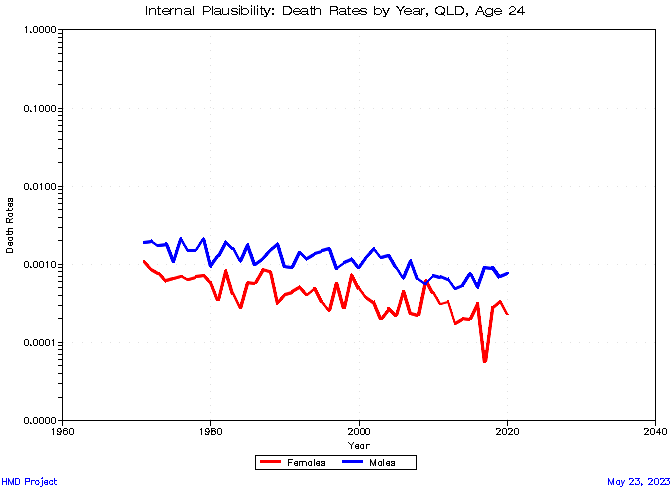 Internal Plausibility: Death Rates by Year, QLD, Age 24
1.0000
0.1000
0.0100
0.0010
0.0001
0.0000
Death Rates
1960
1980
2000
2020
2040
Year
Females
Males
HMD Project
May 23, 2023